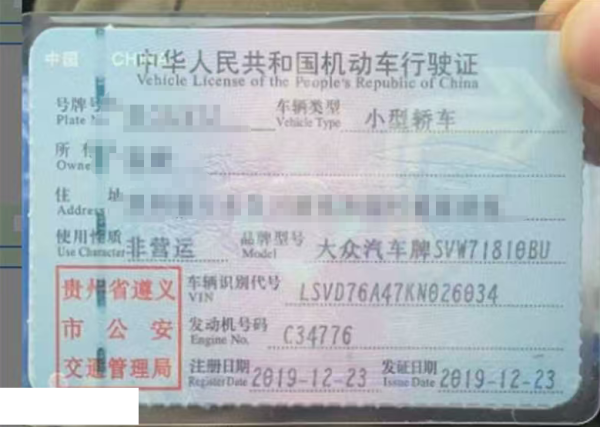 中国 CHINA
中华人民共和国机动车行驶证
Vehicle License of the People's Republic of China
号牌号 车辆类型 小型轿车
Plate Vehicle Type
所有
Owne
住 址
Address
使用性质 非营运 品牌型号 大众汽车牌SVW71810BU
Use Character Model
贵州省遵义 车辆识别代号 LSVD76A47KN026034
VIN
市公安 发动机号码 C34776
Engine No.
交通管理局 注册日期 2019-12-23 发证日期 2019-12-23
Register Date Issue Date